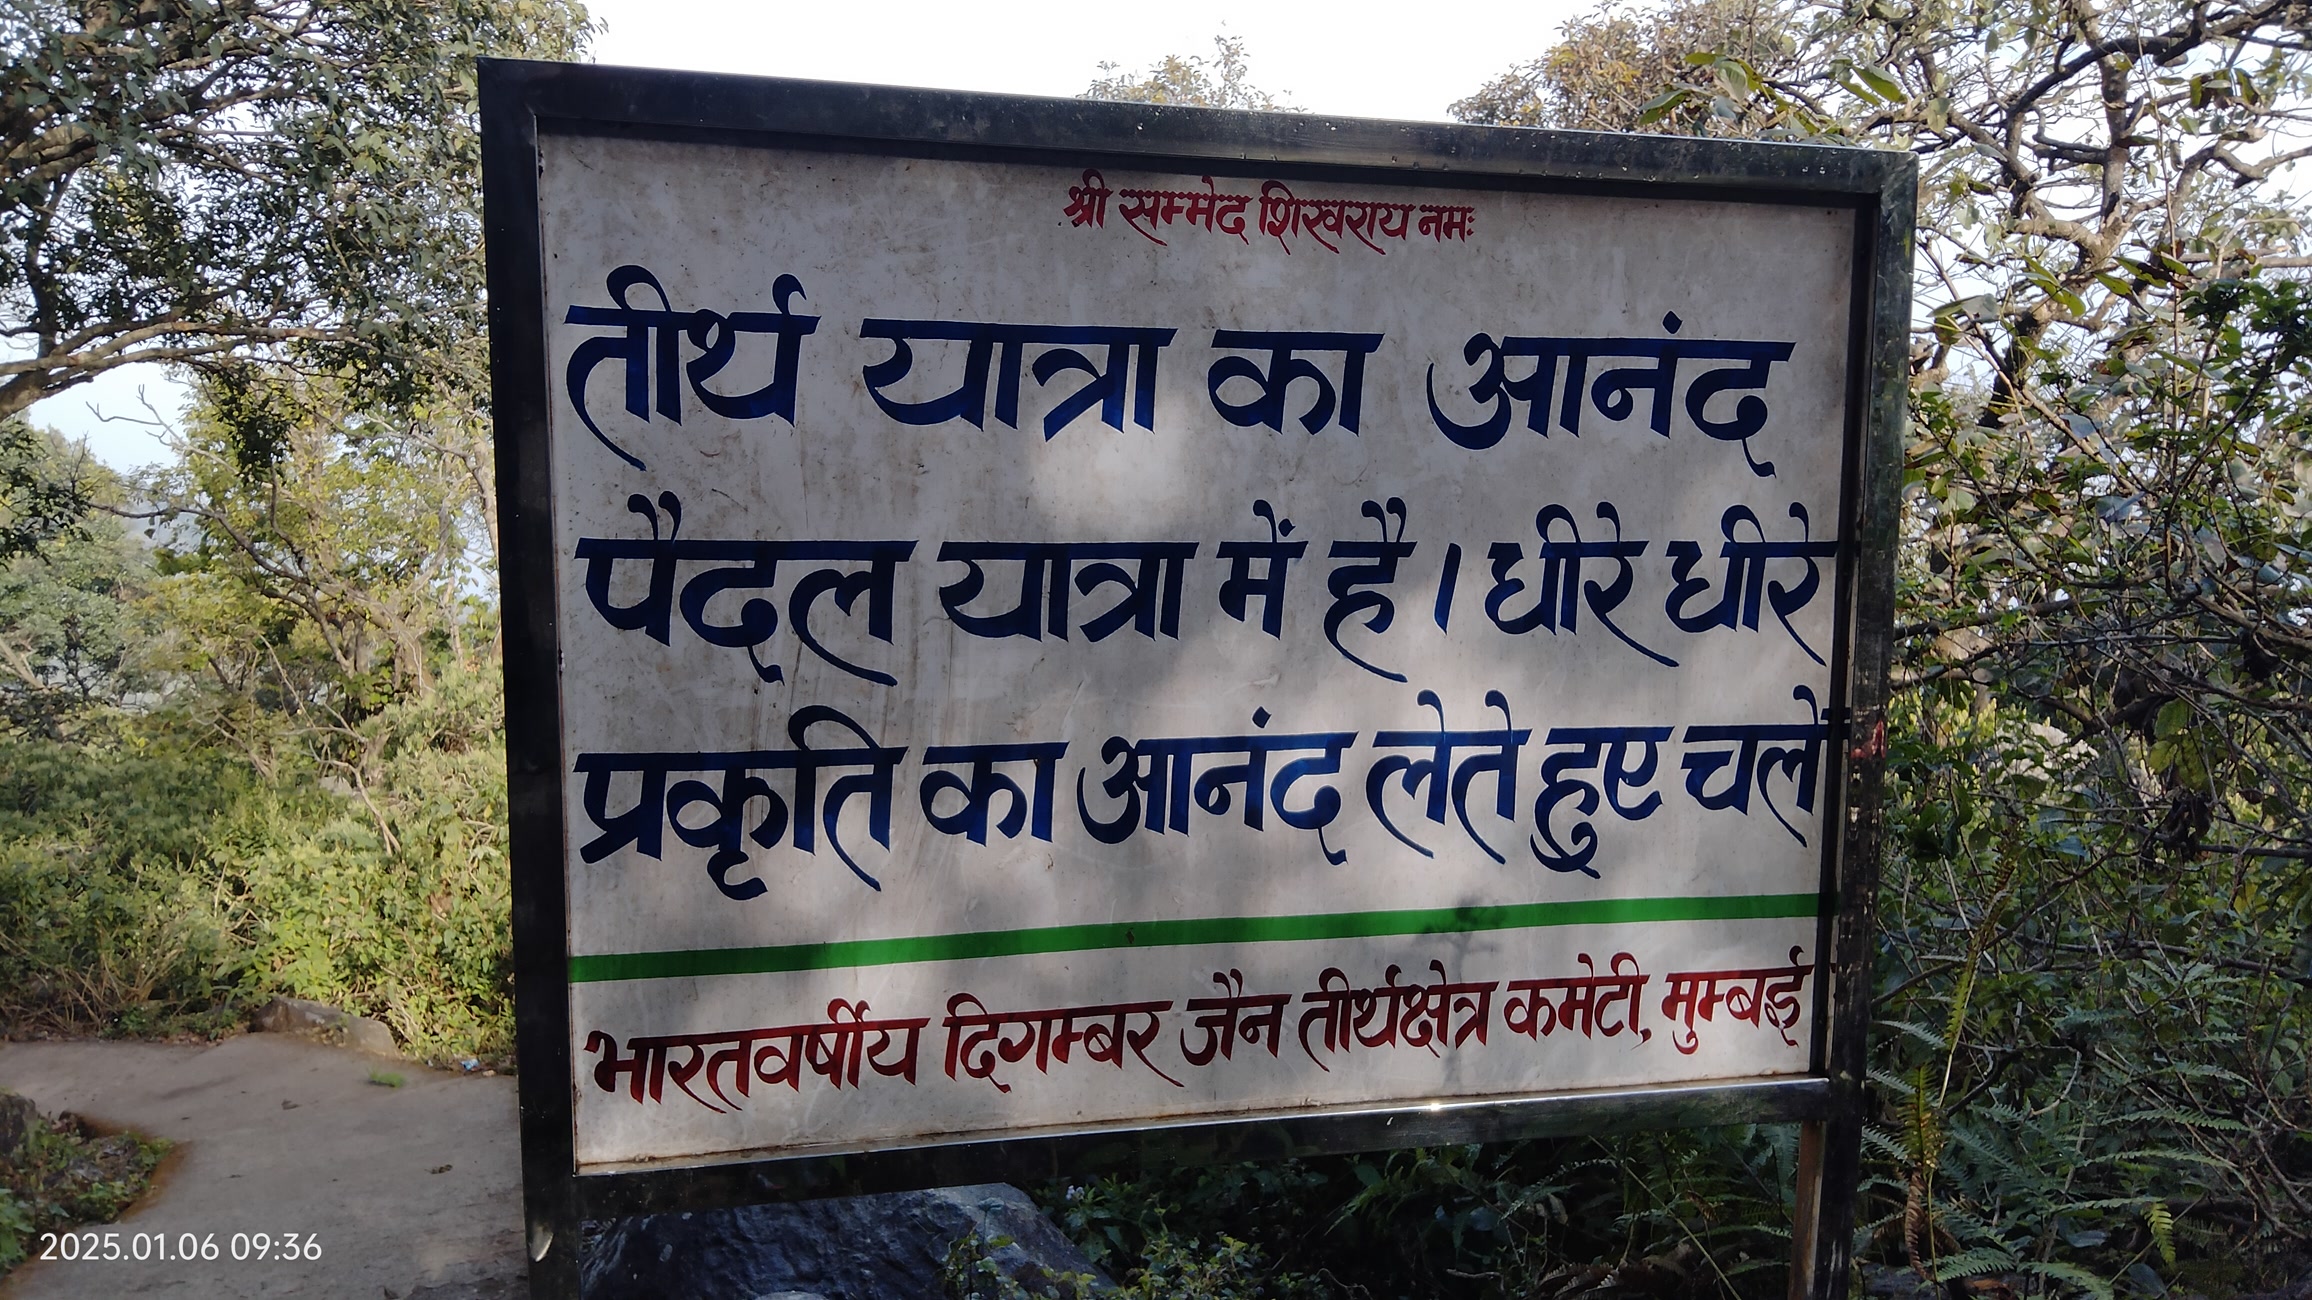 श्री सम्मेद शिखराय नमः
तीर्थ यात्रा का आनंद
पैदल यात्रा में है। धीरे धीरे
प्रकृति का आनंद लेते हुए चलें
भारतवर्षीय दिगम्बर जैन तीर्थक्षेत्र कमेटी, मुम्बई
2025.01.06 09:36